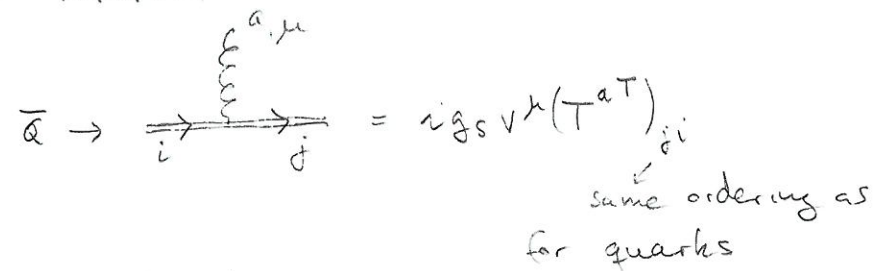 a, μ
Q̄ → = i g_S v^μ (T^{aT})_{ji}
i j
same ordering as
for quarks